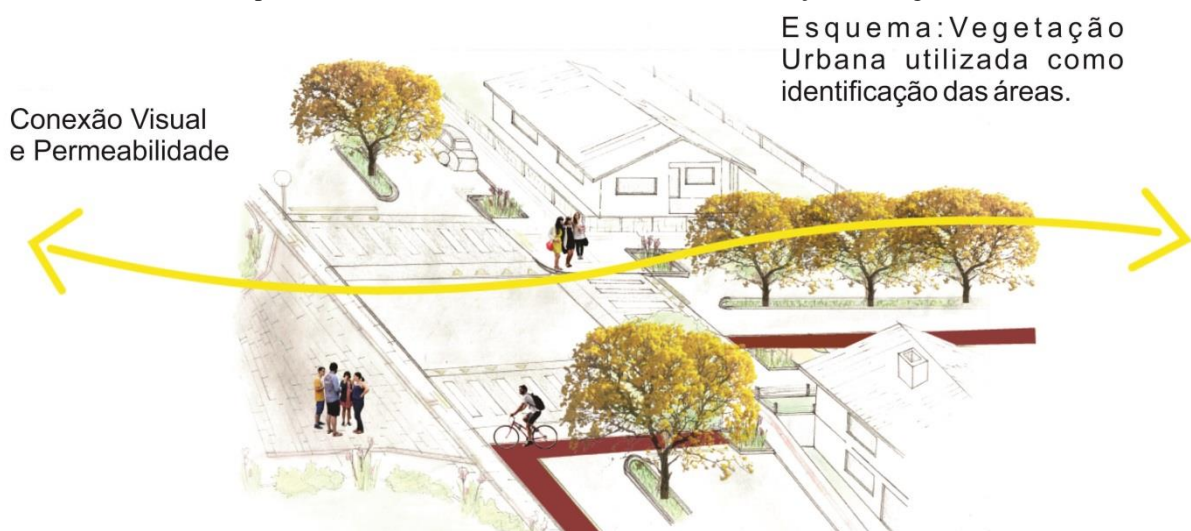 Esquema:Vegetação
Urbana utilizada como
identificação das áreas.
Conexão Visual
e Permeabilidade